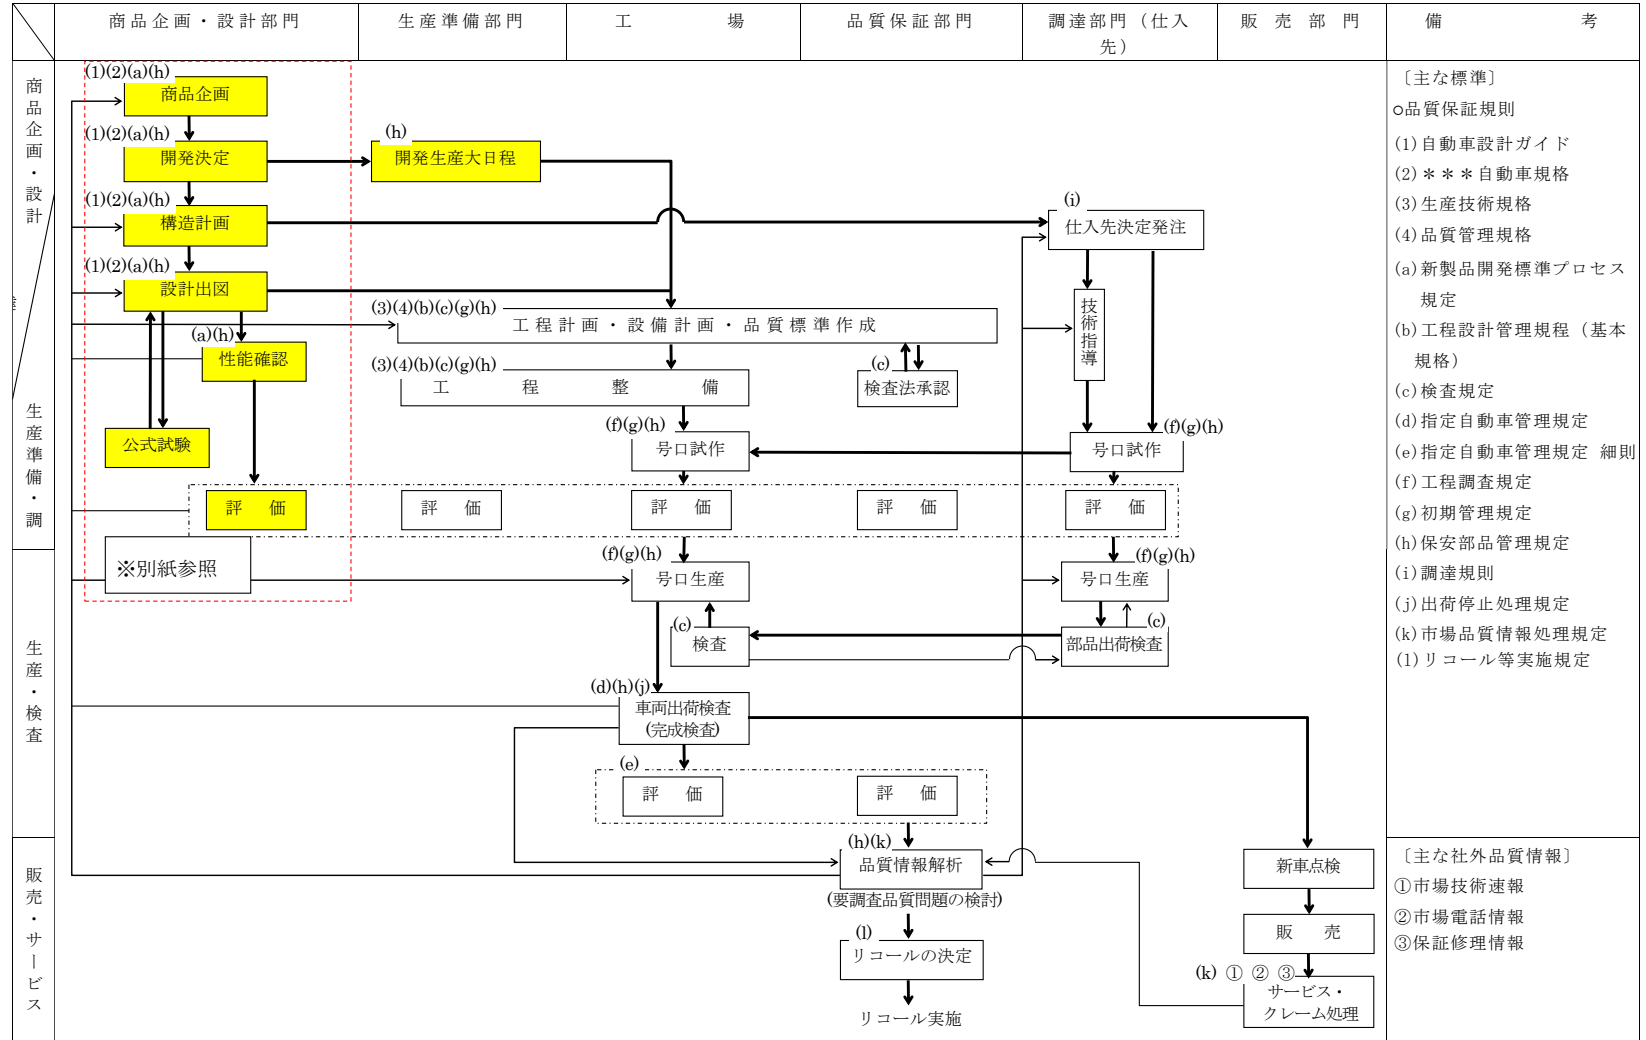 商品企画・設計部門
生産準備部門
工　　　場
品質保証部門
調達部門（仕入
先）
販　売　部　門
備　　　考
商品企画・設計
生産準備・調
生産・検査
販売・サービス
(1)(2)(a)(h)
商品企画
(1)(2)(a)(h)
開発決定
(h)
開発生産大日程
(1)(2)(a)(h)
構造計画
(i)
仕入先決定発注
(1)(2)(a)(h)
設計出図
(3)(4)(b)(c)(g)(h)
工程計画・設備計画・品質標準作成
技術指導
(a)(h)
性能確認
(3)(4)(b)(c)(g)(h)
工　程　整　備
(c)
検査法承認
公式試験
(f)(g)(h)
号口試作
(f)(g)(h)
号口試作
評　価
評　価
評　価
評　価
評　価
※別紙参照
(f)(g)(h)
号口生産
(f)(g)(h)
号口生産
(c)
検査
(c)
部品出荷検査
(d)(h)(j)
車両出荷検査
(完成検査)
(e)
評　価
評　価
(h)(k)
品質情報解析
(要調査品質問題の検討)
(l)
リコールの決定
リコール実施
新車点検
販　売
(k) ① ② ③
サービス・
クレーム処理
〔主な標準〕
○品質保証規則
(1)自動車設計ガイド
(2)＊＊＊自動車規格
(3)生産技術規格
(4)品質管理規格
(a)新製品開発標準プロセス
規定
(b)工程設計管理規程（基本
規格）
(c)検査規定
(d)指定自動車管理規定
(e)指定自動車管理規定 細則
(f)工程調査規定
(g)初期管理規定
(h)保安部品管理規定
(i)調達規則
(j)出荷停止処理規定
(k)市場品質情報処理規定
(l)リコール等実施規定
〔主な社外品質情報〕
①市場技術速報
②市場電話情報
③保証修理情報